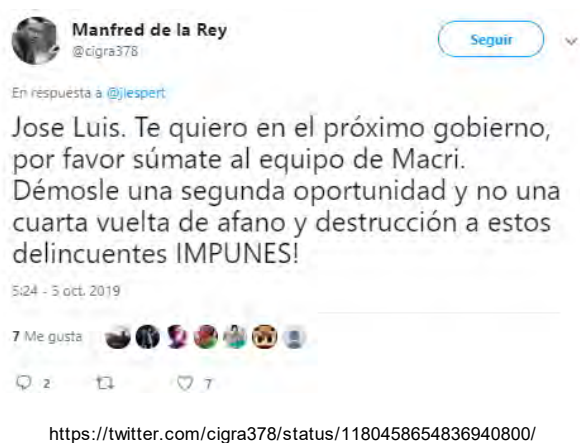 Manfred de la Rey
@cigra378
Seguir
En respuesta a @jlespert
Jose Luis. Te quiero en el próximo gobierno,
por favor súmate al equipo de Macri.
Démosle una segunda oportunidad y no una
cuarta vuelta de afano y destrucción a estos
delincuentes IMPUNES!
5:24 - 5 oct. 2019
7 Me gusta
2
7
https://twitter.com/cigra378/status/1180458654836940800/